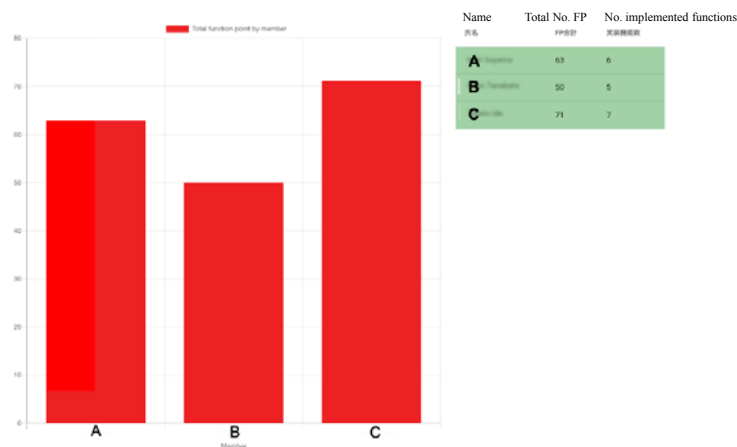 Total function point by member
80
70
60
50
40
30
20
10
0
A
B
C
Member
Name Total No. FP No. implemented functions
氏名 FP合計 実装機能数
A 63 6
B 50 5
C 71 7